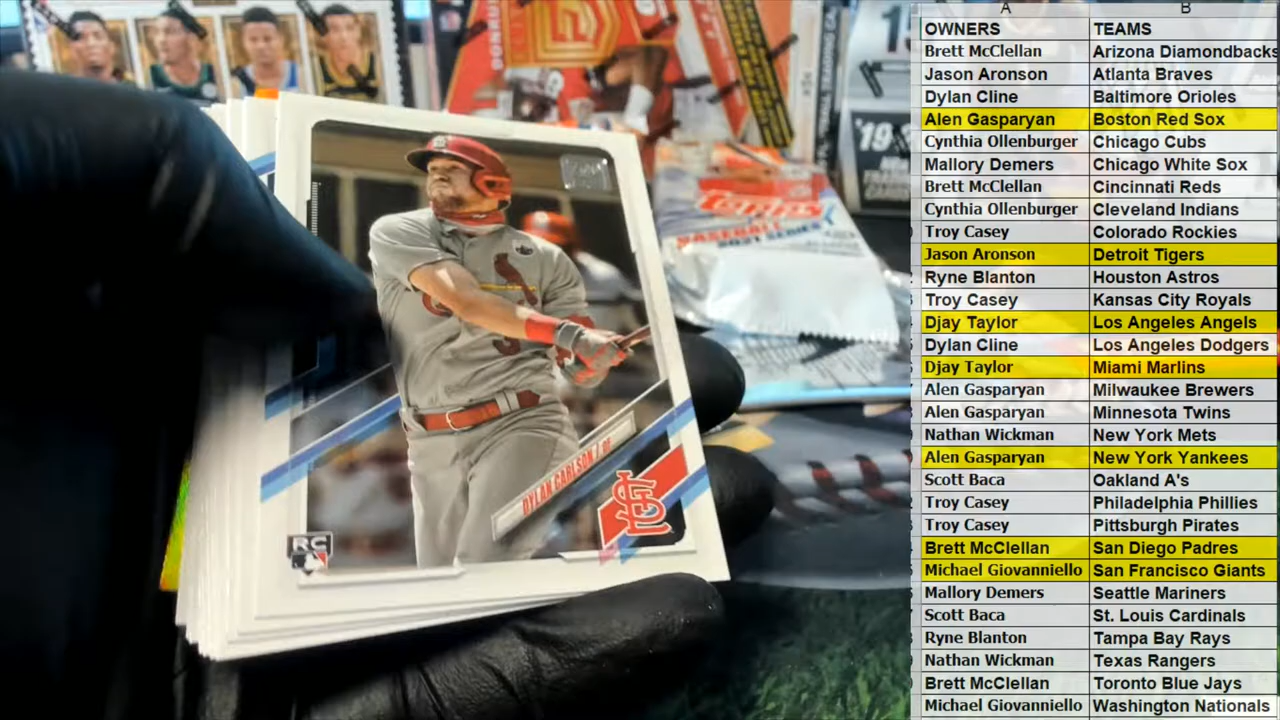 A B
OWNERS TEAMS
Brett McClellan Arizona Diamondbacks
Jason Aronson Atlanta Braves
Dylan Cline Baltimore Orioles
Alen Gasparyan Boston Red Sox
Cynthia Ollenburger Chicago Cubs
Mallory Demers Chicago White Sox
Brett McClellan Cincinnati Reds
Cynthia Ollenburger Cleveland Indians
Troy Casey Colorado Rockies
Jason Aronson Detroit Tigers
Ryne Blanton Houston Astros
Troy Casey Kansas City Royals
Djay Taylor Los Angeles Angels
Dylan Cline Los Angeles Dodgers
Djay Taylor Miami Marlins
Alen Gasparyan Milwaukee Brewers
Alen Gasparyan Minnesota Twins
Nathan Wickman New York Mets
Alen Gasparyan New York Yankees
Scott Baca Oakland A's
Troy Casey Philadelphia Phillies
Troy Casey Pittsburgh Pirates
Brett McClellan San Diego Padres
Michael Giovanniello San Francisco Giants
Mallory Demers Seattle Mariners
Scott Baca St. Louis Cardinals
Ryne Blanton Tampa Bay Rays
Nathan Wickman Texas Rangers
Brett McClellan Toronto Blue Jays
Michael Giovanniello Washington Nationals
DYLAN CARLSON / OF
RC
StL
Topps
BASEBALL
2021 SERIES
'19